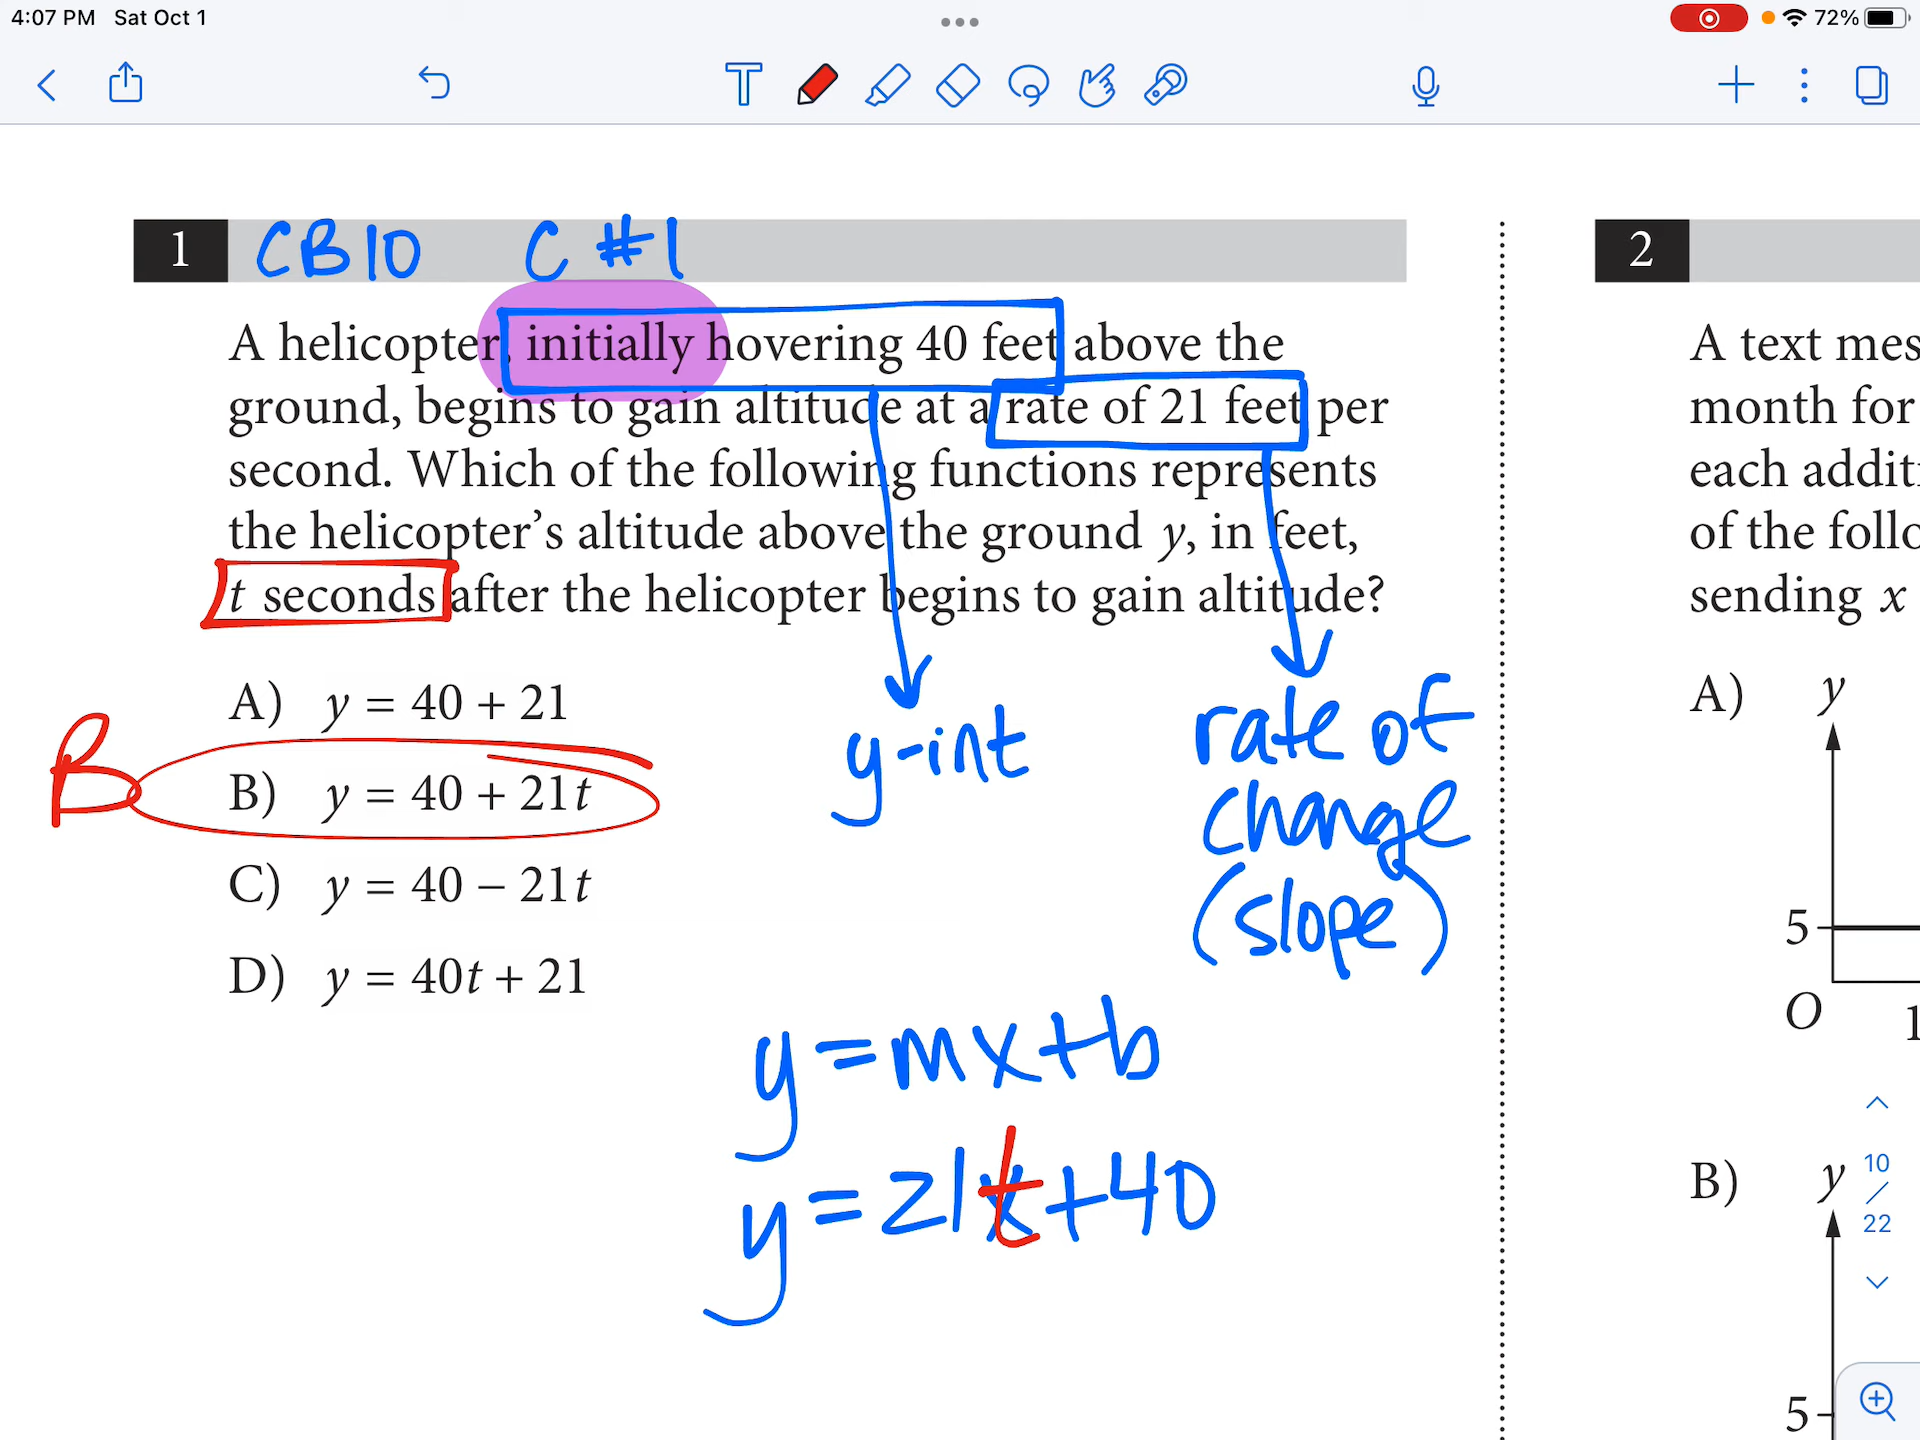 4:07 PM Sat Oct 1
72%
1 CB10 C #1
A helicopter, initially hovering 40 feet above the
ground, begins to gain altitude at a rate of 21 feet per
second. Which of the following functions represents
the helicopter’s altitude above the ground y, in feet,
t seconds after the helicopter begins to gain altitude?
A) y = 40 + 21
B B) y = 40 + 21t
C) y = 40 − 21t
D) y = 40t + 21
y-int
rate of
change
(slope)
y=mx+b
y=21t+40
2
A text mes
month for
each additi
of the follo
sending x
A) y
5
O 1
B) y
5
10
/
22